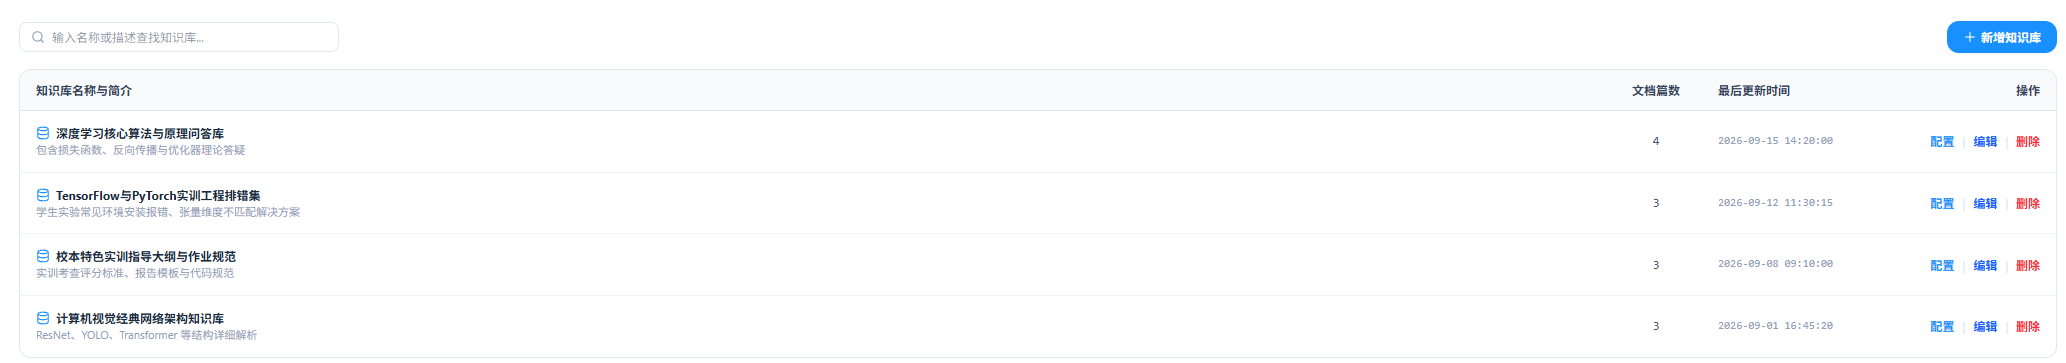 输入名称或描述查找知识库...
+ 新增知识库
知识库名称与简介 文档篇数 最后更新时间 操作
深度学习核心算法与原理问答库
包含损失函数、反向传播与优化器理论答疑
4 2026-09-15 14:20:00 配置 | 编辑 | 删除
TensorFlow与PyTorch实训工程排错集
学生实验常见环境安装报错、张量维度不匹配解决方案
3 2026-09-12 11:30:15 配置 | 编辑 | 删除
校本特色实训指导大纲与作业规范
实训考查评分标准、报告模板与代码规范
3 2026-09-08 09:10:00 配置 | 编辑 | 删除
计算机视觉经典网络架构知识库
ResNet、YOLO、Transformer 等结构详细解析
3 2026-09-01 16:45:20 配置 | 编辑 | 删除